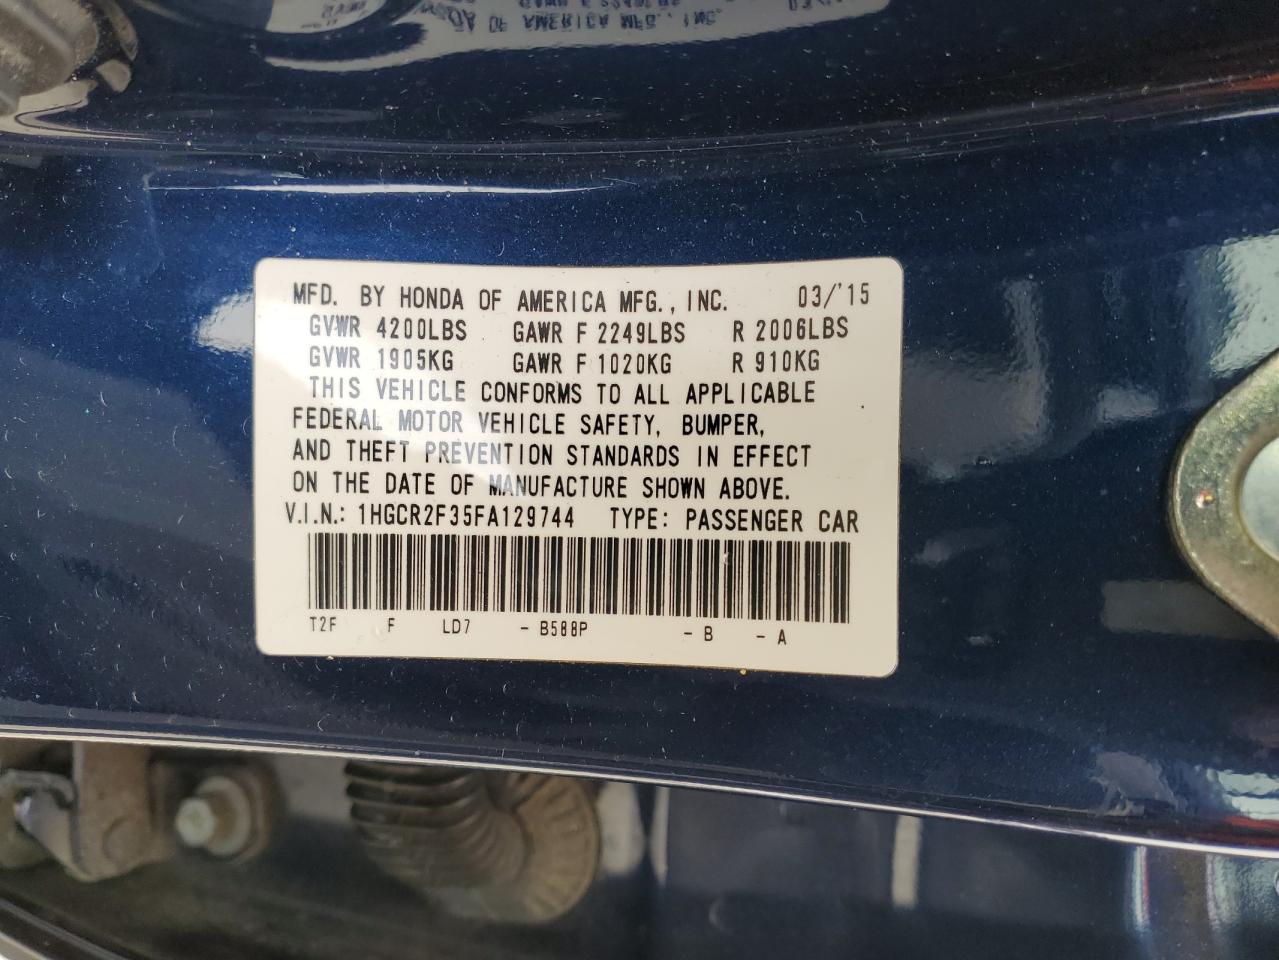 MFD. BY HONDA OF AMERICA MFG., INC. 03/'15
GVWR 4200LBS GAWR F 2249LBS R 2006LBS
GVWR 1905KG GAWR F 1020KG R 910KG
THIS VEHICLE CONFORMS TO ALL APPLICABLE
FEDERAL MOTOR VEHICLE SAFETY, BUMPER,
AND THEFT PREVENTION STANDARDS IN EFFECT
ON THE DATE OF MANUFACTURE SHOWN ABOVE.
V.I.N.: 1HGCR2F35FA129744 TYPE: PASSENGER CAR
T2F F LD7 - B588P - B - A